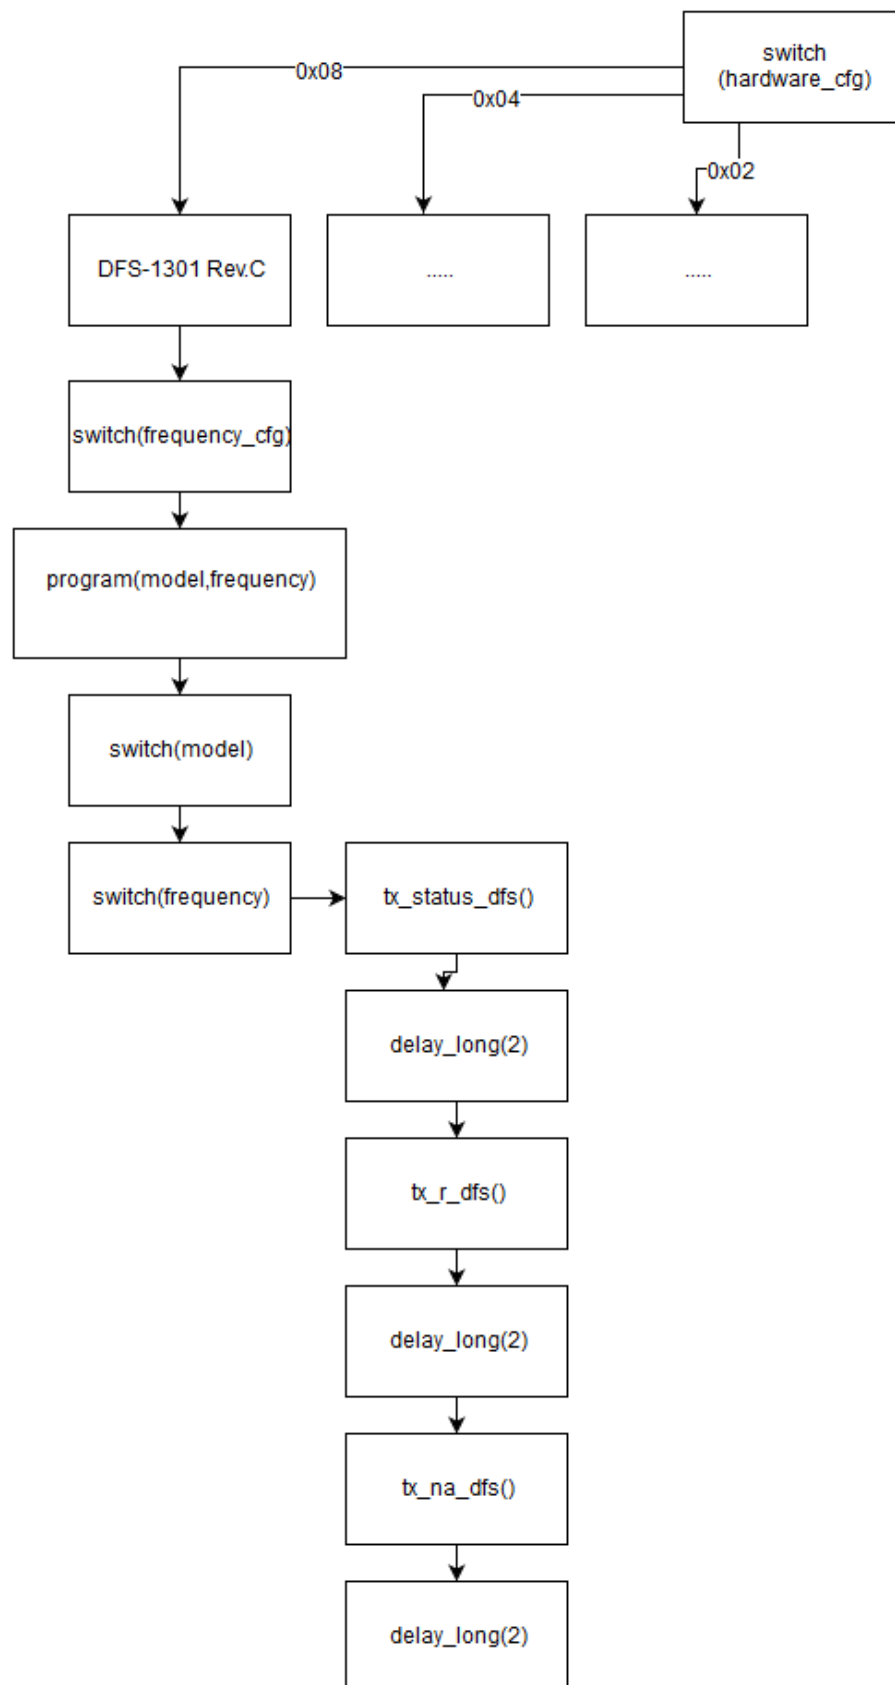 switch
(hardware_cfg)
0x08
0x04
0x02
DFS-1301 Rev.C
.....
.....
switch(frequency_cfg)
program(model,frequency)
switch(model)
switch(frequency)
tx_status_dfs()
delay_long(2)
tx_r_dfs()
delay_long(2)
tx_na_dfs()
delay_long(2)